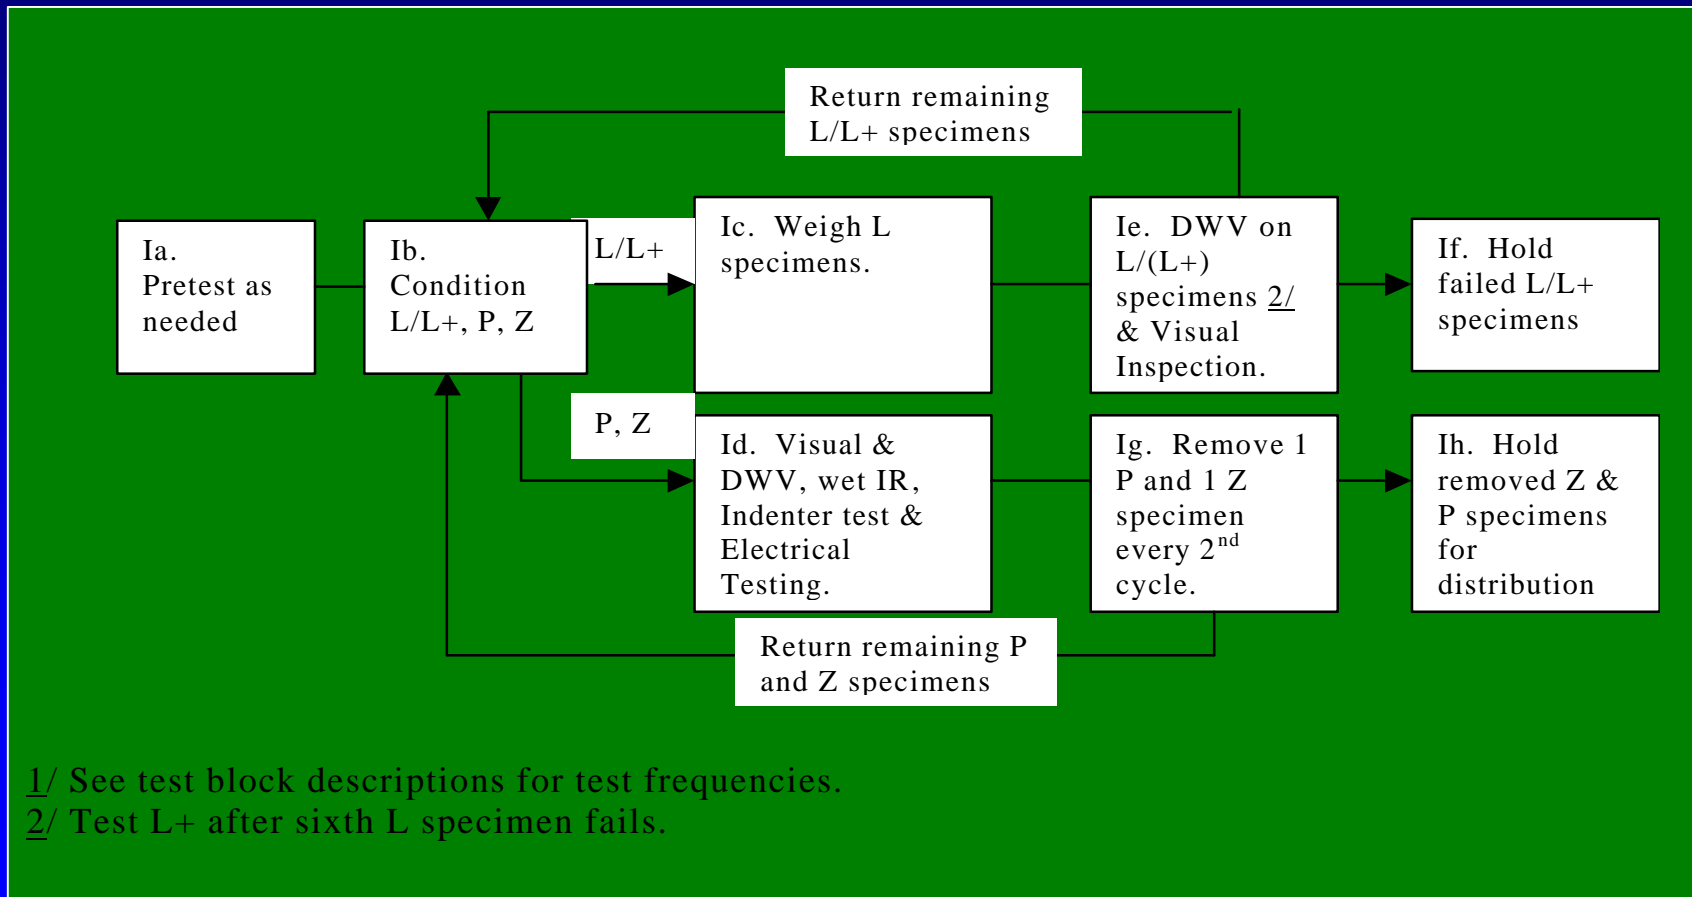 Return remaining
L/L+ specimens
Ia.
Pretest as
needed
Ib.
Condition
L/L+, P, Z
L/L+
Ic. Weigh L
specimens.
Ie. DWV on
L/(L+)
specimens 2/
& Visual
Inspection.
If. Hold
failed L/L+
specimens
P, Z
Id. Visual &
DWV, wet IR,
Indenter test &
Electrical
Testing.
Ig. Remove 1
P and 1 Z
specimen
every 2nd
cycle.
Ih. Hold
removed Z &
P specimens
for
distribution
Return remaining P
and Z specimens
1/ See test block descriptions for test frequencies.
2/ Test L+ after sixth L specimen fails.